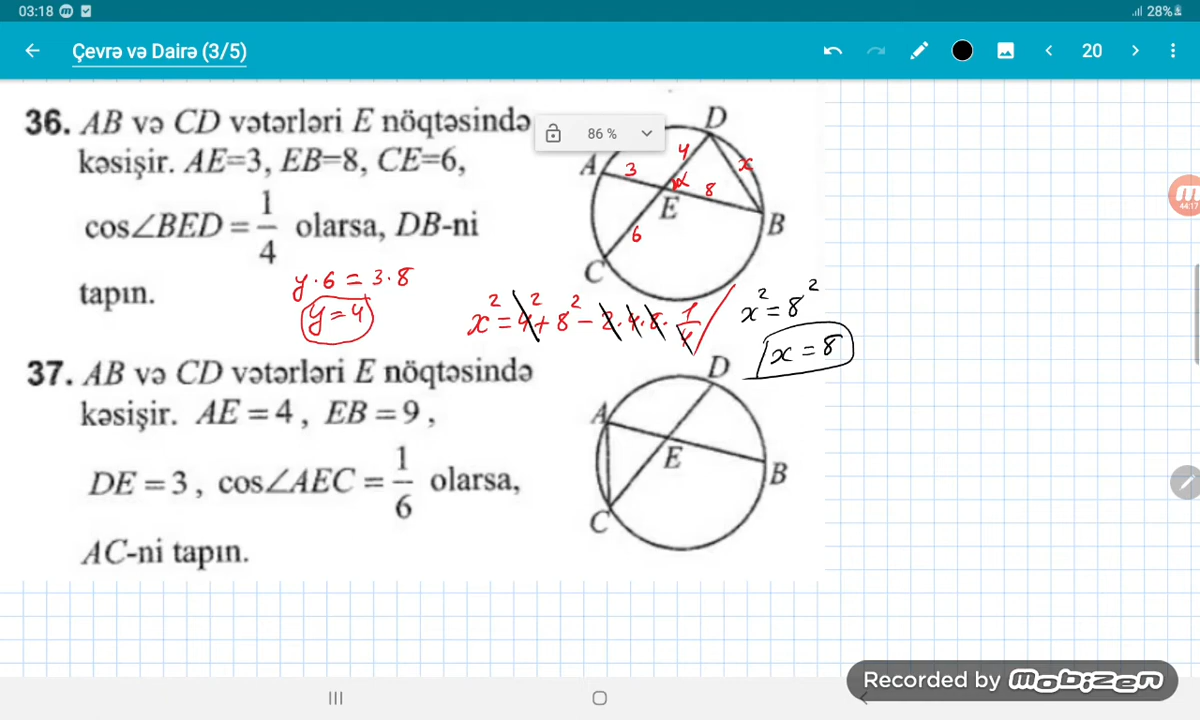 03:18 28%
Çevrə və Dairə (3/5) 20
36. AB və CD vətərləri E nöqtəsində
86 %
kəsişir. AE=3, EB=8, CE=6,
cos∠BED = 1/4 olarsa, DB-ni
tapın.
D
A
E
B
C
4
3
x
α
8
6
y·6 = 3·8
y=4
x² = 4² + 8² - 2·4·8·1/4
x² = 8²
x = 8
37. AB və CD vətərləri E nöqtəsində
kəsişir. AE = 4, EB = 9,
DE = 3, cos∠AEC = 1/6 olarsa,
AC-ni tapın.
D
A
E
B
C
44:17
Recorded by mobizen